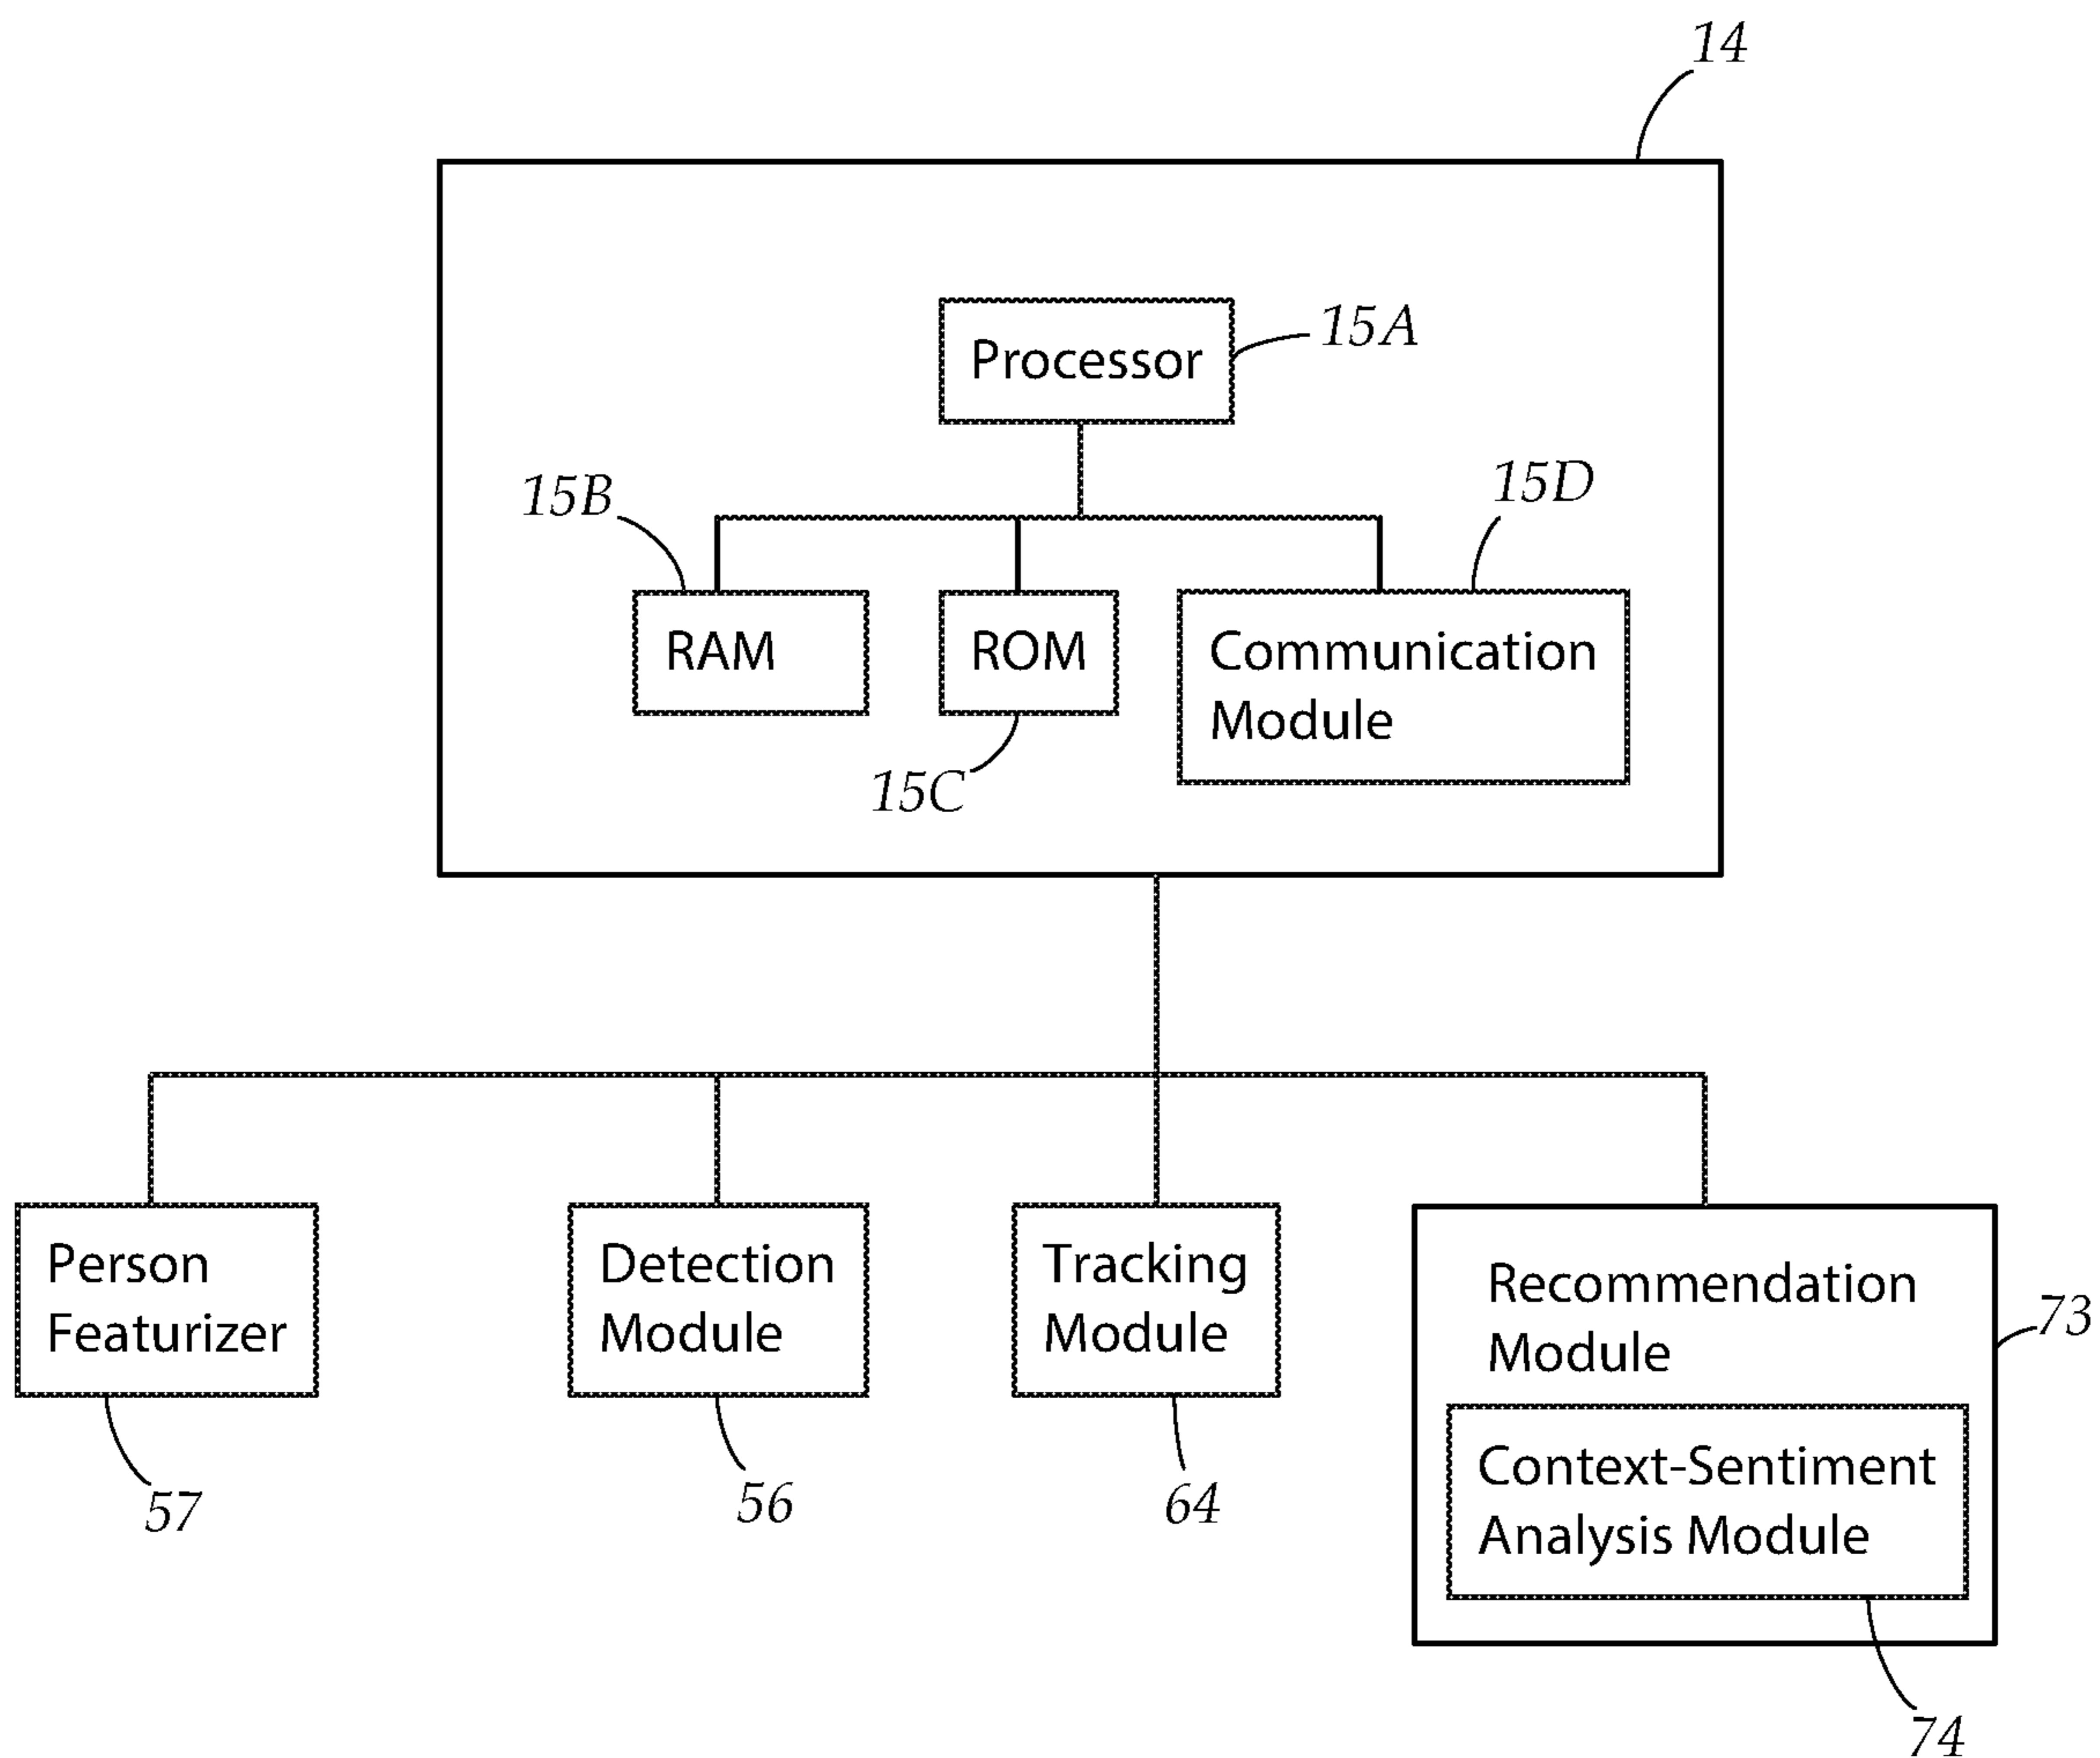 14
Processor
15A
15B
15D
RAM
ROM
Communication
Module
15C
Person
Featurizer
Detection
Module
Tracking
Module
Recommendation
Module
73
Context-Sentiment
Analysis Module
57
56
64
74